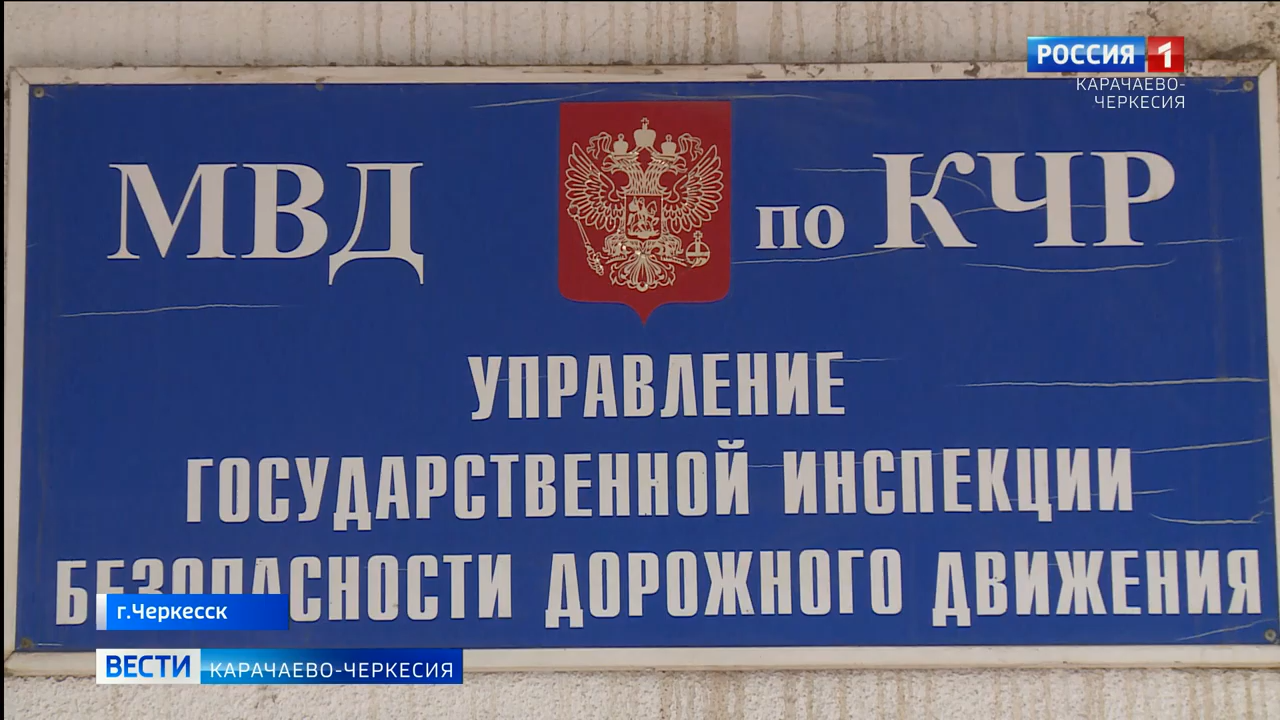 РОССИЯ 1
КАРАЧАЕВО-
ЧЕРКЕСИЯ
МВД по КЧР
УПРАВЛЕНИЕ
ГОСУДАРСТВЕННОЙ ИНСПЕКЦИИ
БЕЗОПАСНОСТИ ДОРОЖНОГО ДВИЖЕНИЯ
г.Черкесск
ВЕСТИ КАРАЧАЕВО-ЧЕРКЕСИЯ